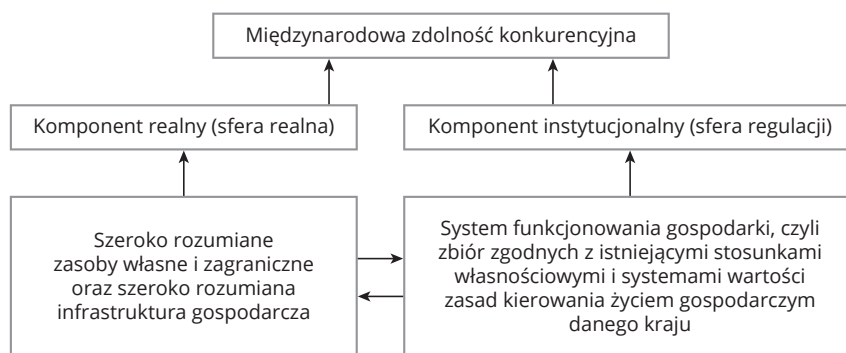 Międzynarodowa zdolność konkurencyjna
Komponent realny (sfera realna)
Komponent instytucjonalny (sfera regulacji)
Szeroko rozumiane
zasoby własne i zagraniczne
oraz szeroko rozumiana
infrastruktura gospodarcza
System funkcjonowania gospodarki, czyli
zbiór zgodnych z istniejącymi stosunkami
własnościowymi i systemami wartości
zasad kierowania życiem gospodarczym
danego kraju